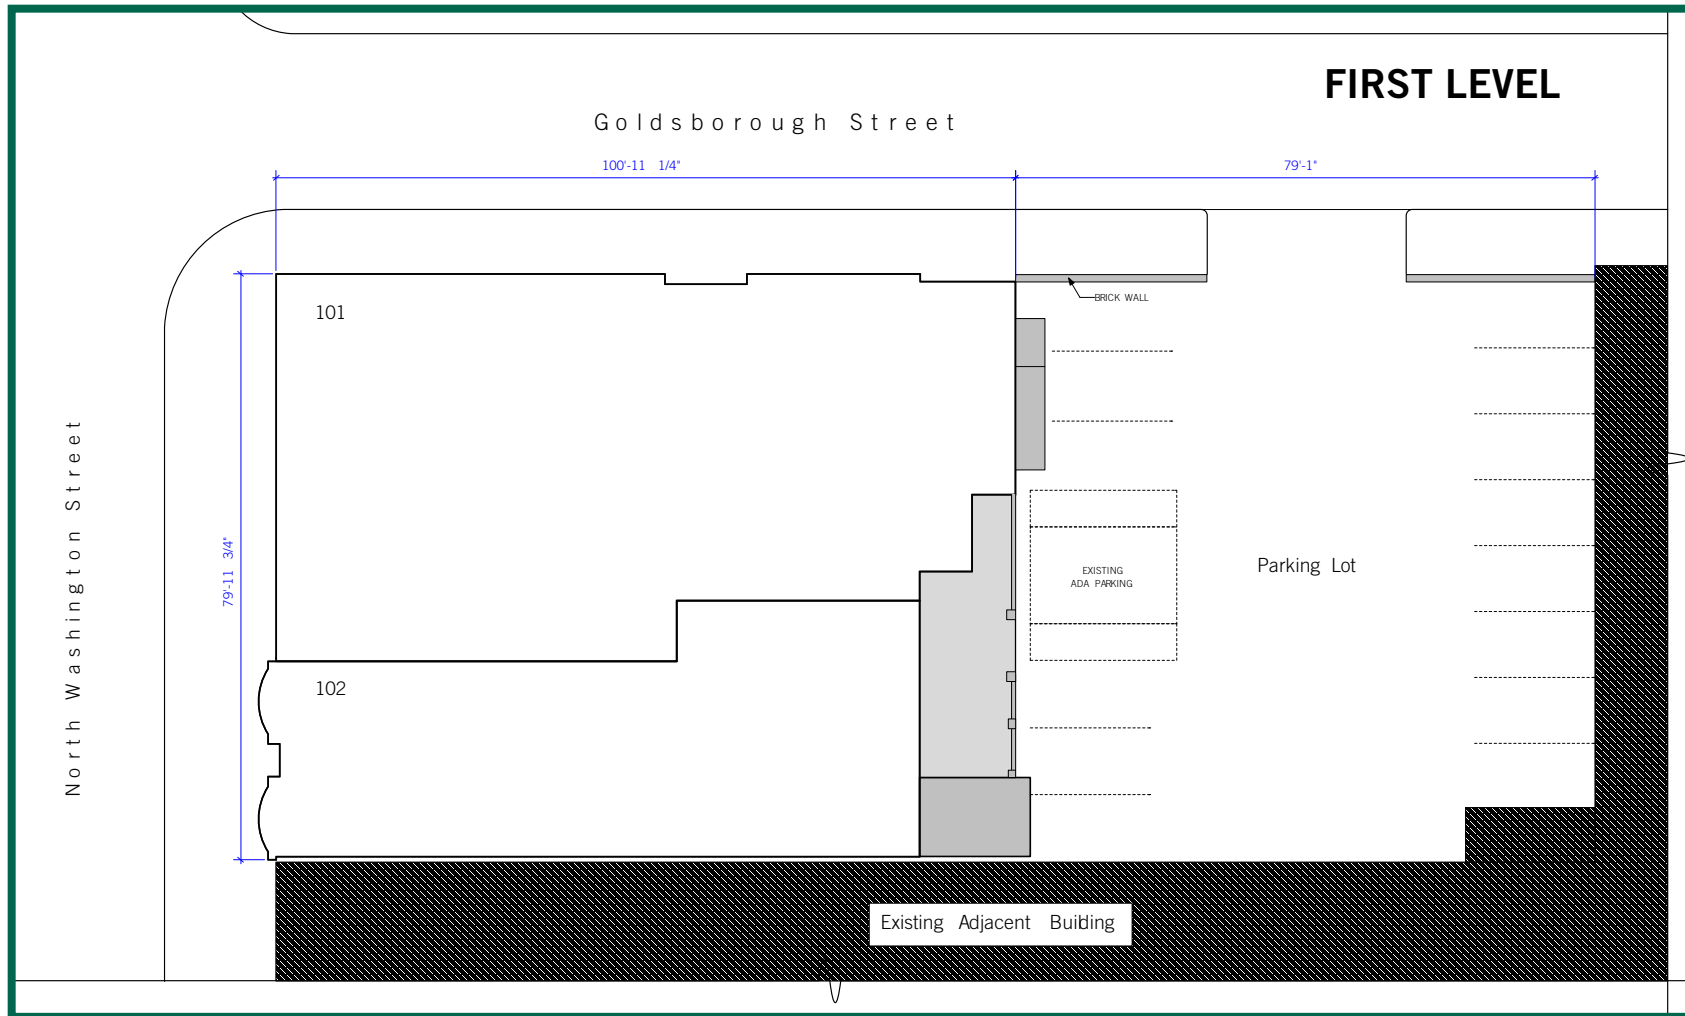 FIRST LEVEL
Goldsborough Street
100'-11 1/4"
79'-1"
BRICK WALL
101
North Washington Street
79'-11 3/4"
EXISTING
ADA PARKING
Parking Lot
102
Existing Adjacent Building